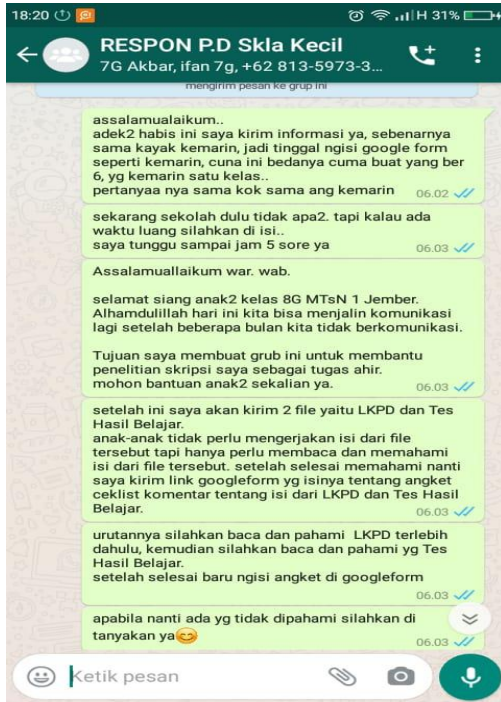 18:20 H 31%
RESPON P.D Skla Kecil
7G Akbar, ifan 7g, +62 813-5973-3...
mengirim pesan ke grup ini
assalamualaikum..
adek2 habis ini saya kirim informasi ya, sebenarnya
sama kayak kemarin, jadi tinggal ngisi google form
seperti kemarin, cuna ini bedanya cuma buat yang ber
6, yg kemarin satu kelas..
pertanyaa nya sama kok sama ang kemarin 06.02
sekarang sekolah dulu tidak apa2. tapi kalau ada
waktu luang silahkan di isi..
saya tunggu sampai jam 5 sore ya 06.03
Assalamuallaikum war. wab.
selamat siang anak2 kelas 8G MTsN 1 Jember.
Alhamdulillah hari ini kita bisa menjalin komunikasi
lagi setelah beberapa bulan kita tidak berkomunikasi.
Tujuan saya membuat grub ini untuk membantu
penelitian skripsi saya sebagai tugas ahir.
mohon bantuan anak2 sekalian ya. 06.03
setelah ini saya akan kirim 2 file yaitu LKPD dan Tes
Hasil Belajar.
anak-anak tidak perlu mengerjakan isi dari file
tersebut tapi hanya perlu membaca dan memahami
isi dari file tersebut. setelah selesai memahami nanti
saya kirim link googleform yg isinya tentang angket
ceklist komentar tentang isi dari LKPD dan Tes Hasil
Belajar. 06.03
urutannya silahkan baca dan pahami LKPD terlebih
dahulu, kemudian silahkan baca dan pahami yg Tes
Hasil Belajar.
setelah selesai baru ngisi angket di googleform
06.03
apabila nanti ada yg tidak dipahami silahkan di
tanyakan ya😊 06.03
Ketik pesan